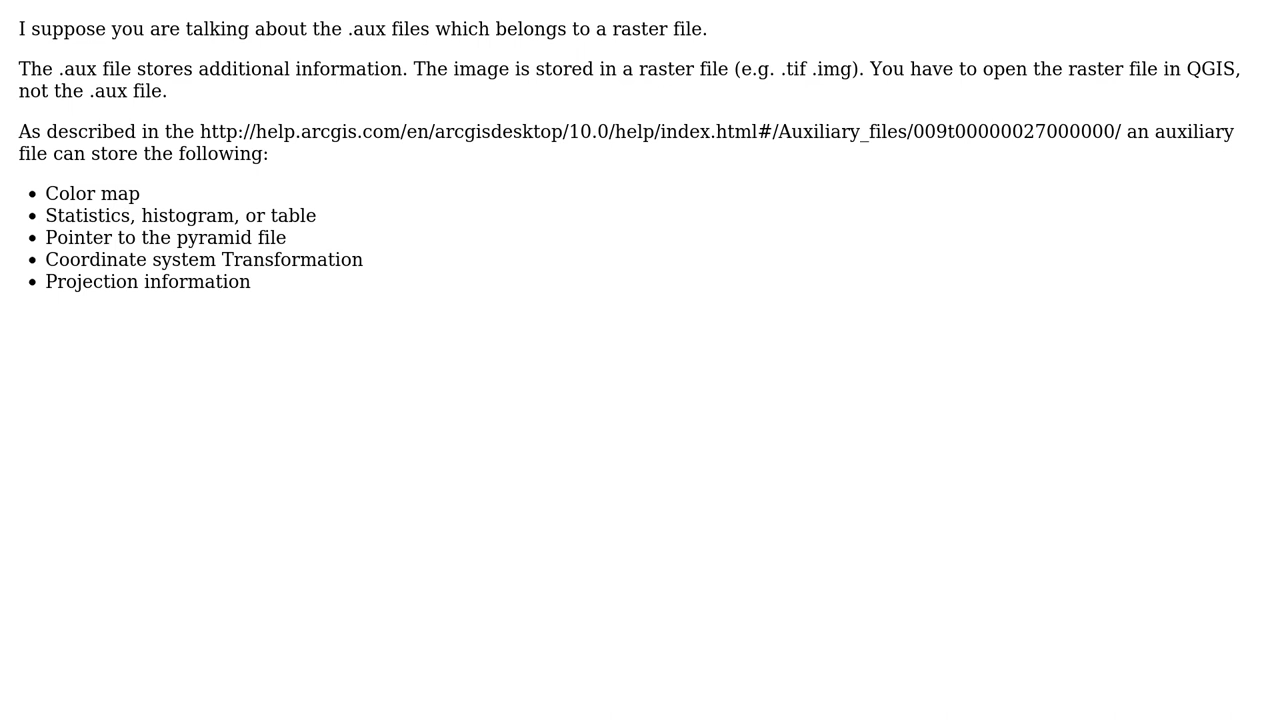 I suppose you are talking about the .aux files which belongs to a raster file.
The .aux file stores additional information. The image is stored in a raster file (e.g. .tif .img). You have to open the raster file in QGIS,
not the .aux file.
As described in the http://help.arcgis.com/en/arcgisdesktop/10.0/help/index.html#/Auxiliary_files/009t00000027000000/ an auxiliary
file can store the following:
• Color map
• Statistics, histogram, or table
• Pointer to the pyramid file
• Coordinate system Transformation
• Projection information